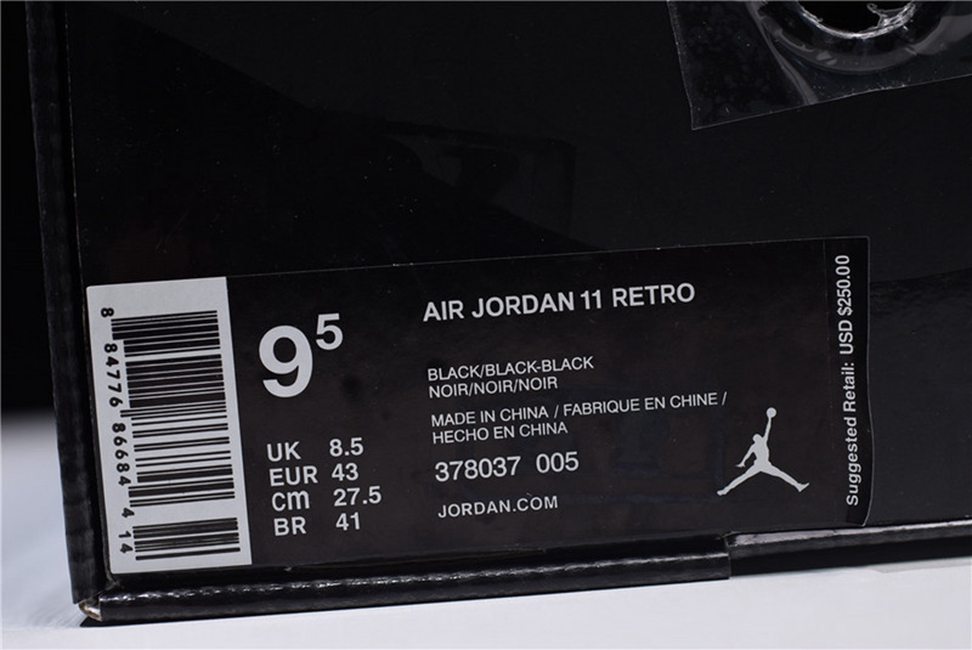 8 84776 86684 4 14
9⁵
UK 8.5
EUR 43
cm 27.5
BR 41
AIR JORDAN 11 RETRO
BLACK/BLACK-BLACK
NOIR/NOIR/NOIR
MADE IN CHINA / FABRIQUE EN CHINE /
HECHO EN CHINA
378037 005
JORDAN.COM
Suggested Retail: USD $250.00